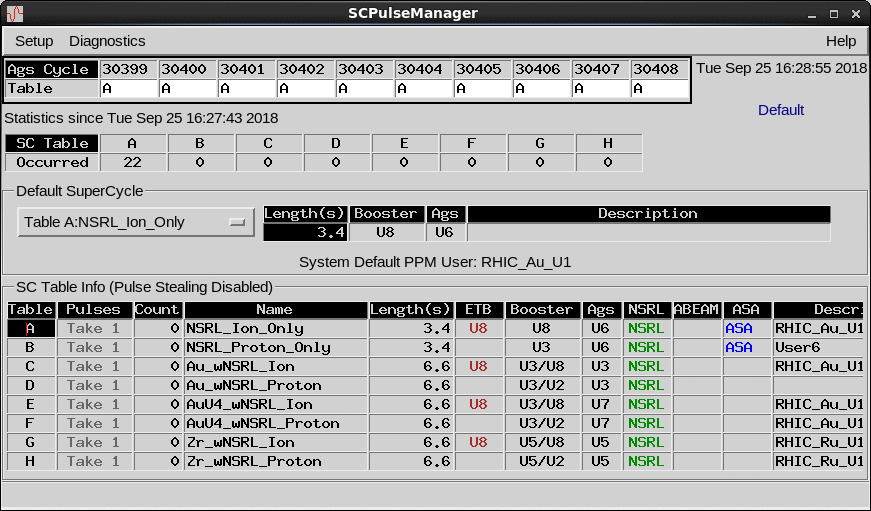 SCPulseManager
Setup Diagnostics Help
Ags Cycle 30399 30400 30401 30402 30403 30404 30405 30406 30407 30408 Tue Sep 25 16:28:55 2018
Table A A A A A A A A A A
Default
Statistics since Tue Sep 25 16:27:43 2018
SC Table A B C D E F G H
Occurred 22 0 0 0 0 0 0 0
Default SuperCycle
Length(s) Booster Ags Description
Table A:NSRL_Ion_Only 3.4 U8 U6
System Default PPM User: RHIC_Au_U1
SC Table Info (Pulse Stealing Disabled)
Table Pulses Count Name Length(s) ETB Booster Ags NSRL ABEAM ASA Descri
A Take 1 0 NSRL_Ion_Only 3.4 U8 U8 U6 NSRL ASA RHIC_Au_U1
B Take 1 0 NSRL_Proton_Only 3.4 U3 U6 NSRL ASA User6
C Take 1 0 Au_wNSRL_Ion 6.6 U8 U3/U8 U3 NSRL RHIC_Au_U1
D Take 1 0 Au_wNSRL_Proton 6.6 U3/U2 U3 NSRL
E Take 1 0 AuU4_wNSRL_Ion 6.6 U8 U3/U8 U7 NSRL RHIC_Au_U1
F Take 1 0 AuU4_wNSRL_Proton 6.6 U3/U2 U7 NSRL RHIC_Au_U1
G Take 1 0 Zr_wNSRL_Ion 6.6 U8 U5/U8 U5 NSRL RHIC_Ru_U1
H Take 1 0 Zr_wNSRL_Proton 6.6 U5/U2 U5 NSRL RHIC_Ru_U1